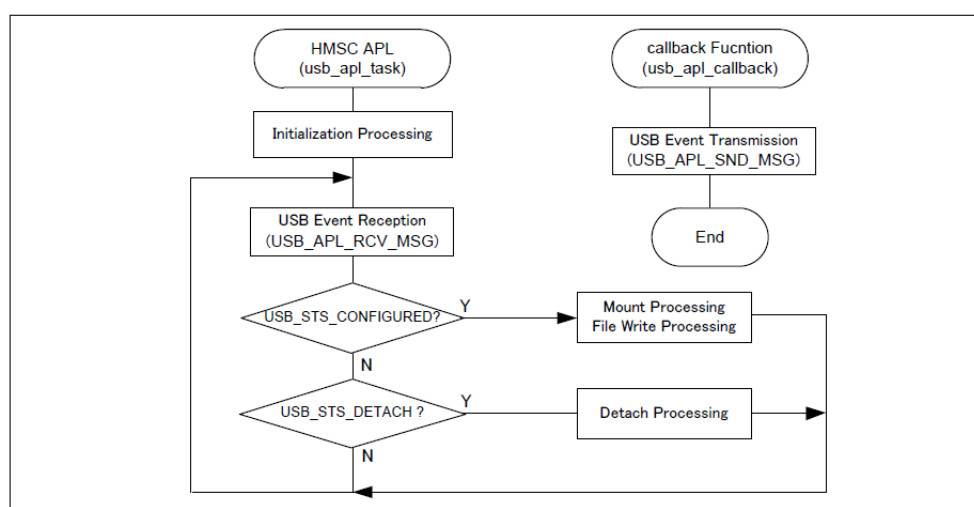 HMSC APL
(usb_apl_task)
callback Fucntion
(usb_apl_callback)
Initialization Processing
USB Event Transmission
(USB_APL_SND_MSG)
USB Event Reception
(USB_APL_RCV_MSG)
End
USB_STS_CONFIGURED?
Y
Mount Processing
File Write Processing
N
USB_STS_DETACH ?
Y
Detach Processing
N